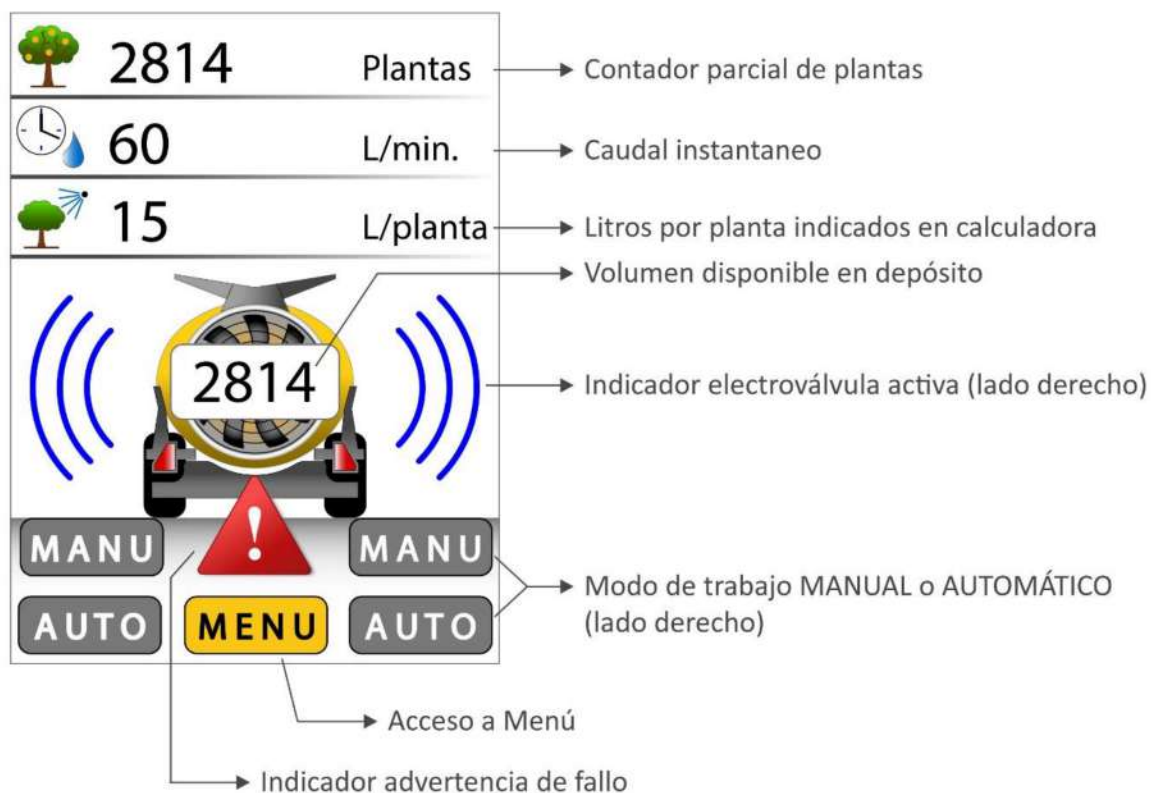 2814 Plantas Contador parcial de plantas
60 L/min. Caudal instantaneo
15 L/planta Litros por planta indicados en calculadora
Volumen disponible en depósito
2814
Indicador electroválvula activa (lado derecho)
MANU ! MANU
Modo de trabajo MANUAL o AUTOMÁTICO
(lado derecho)
AUTO MENU AUTO
Acceso a Menú
Indicador advertencia de fallo